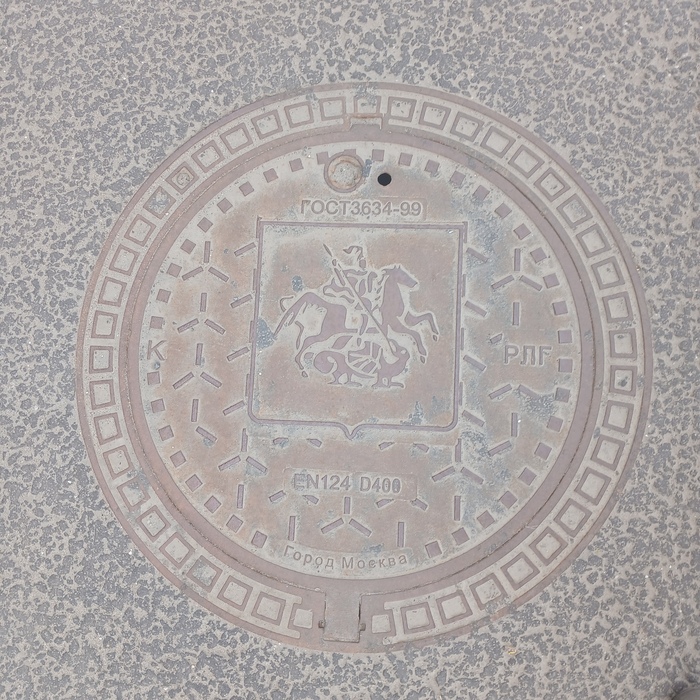 ГОСТ3634-99
К
РЛГ
EN124 D400
Город Москва